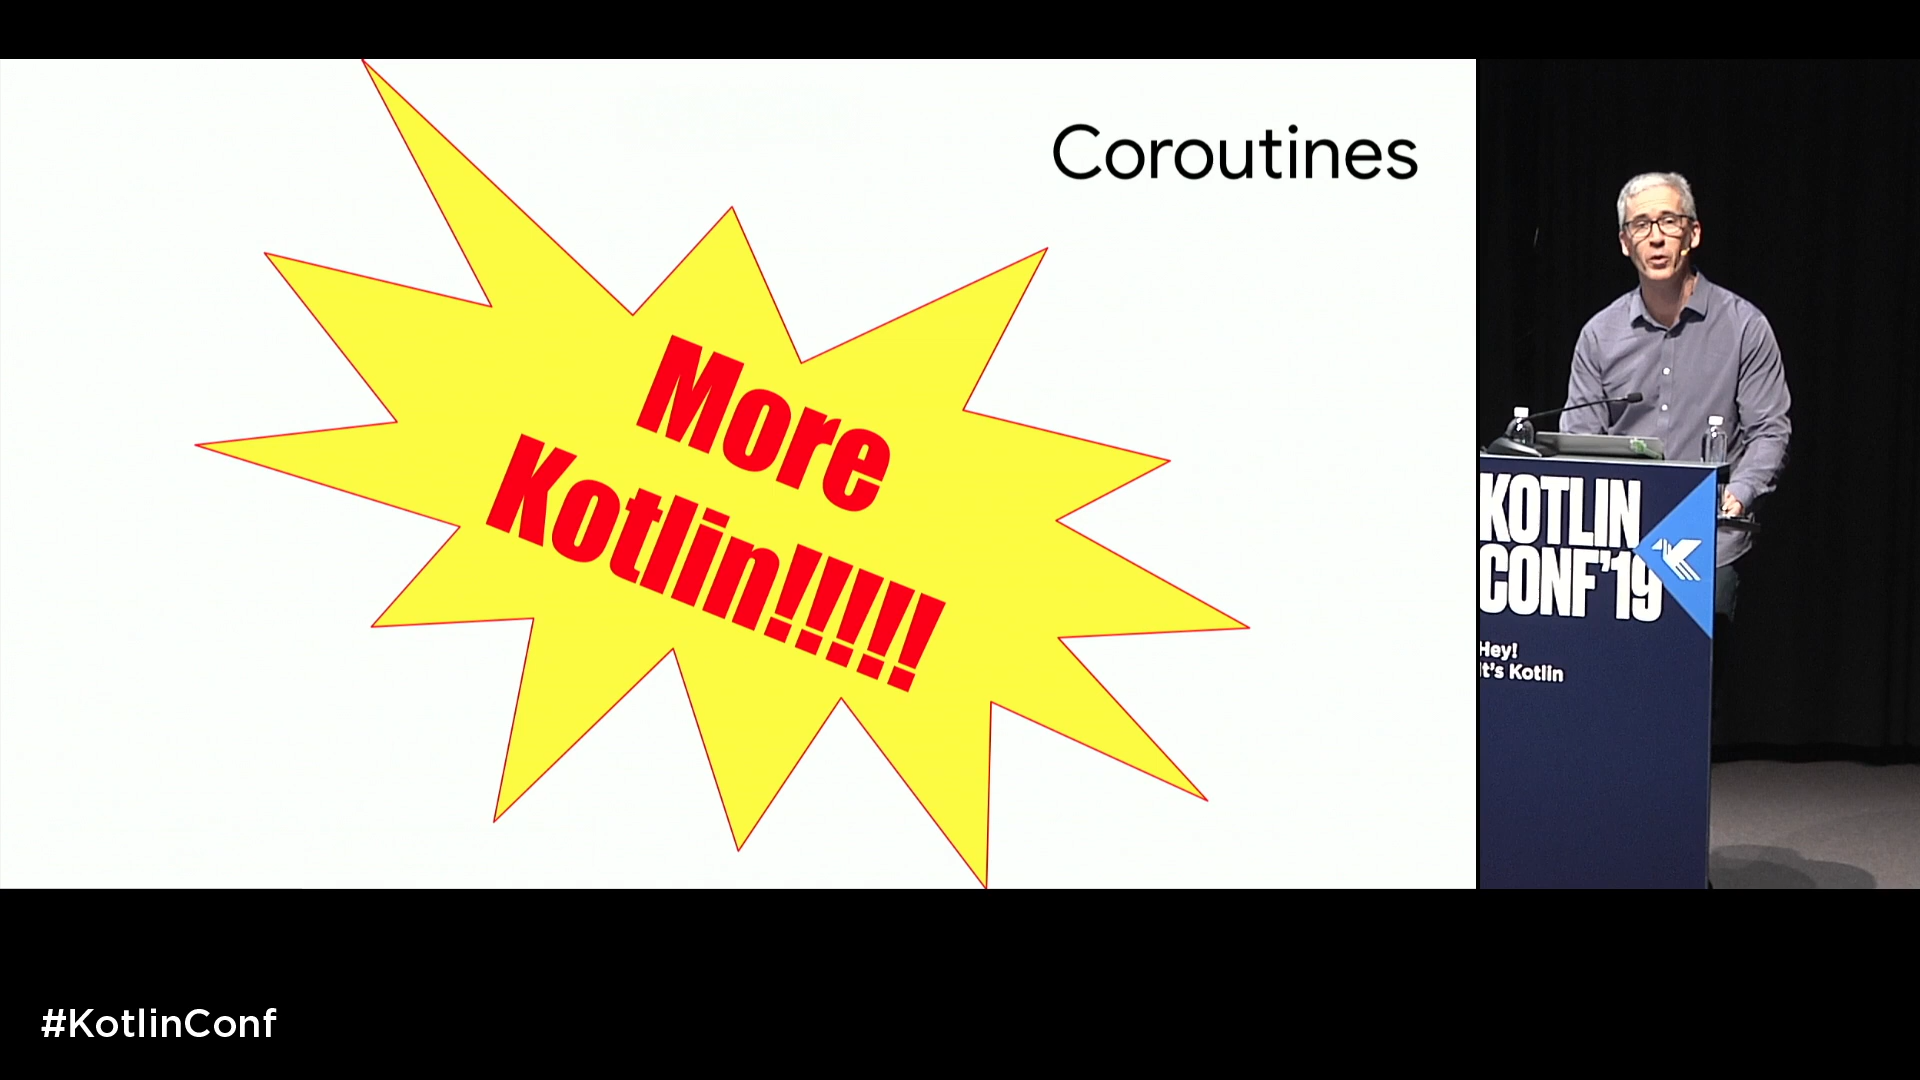 Coroutines
More
Kotlin!!!!!
KOTLIN
CONF'19
Hey!
It's Kotlin
#KotlinConf